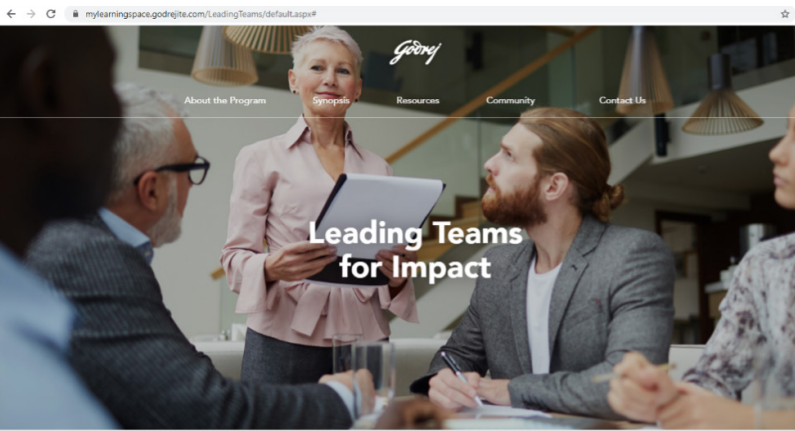 mylearningspace.godrejite.com/LeadingTeams/default.aspx#
Godrej
About the Program
Synopsis
Resources
Community
Contact Us
Leading Teams
for Impact